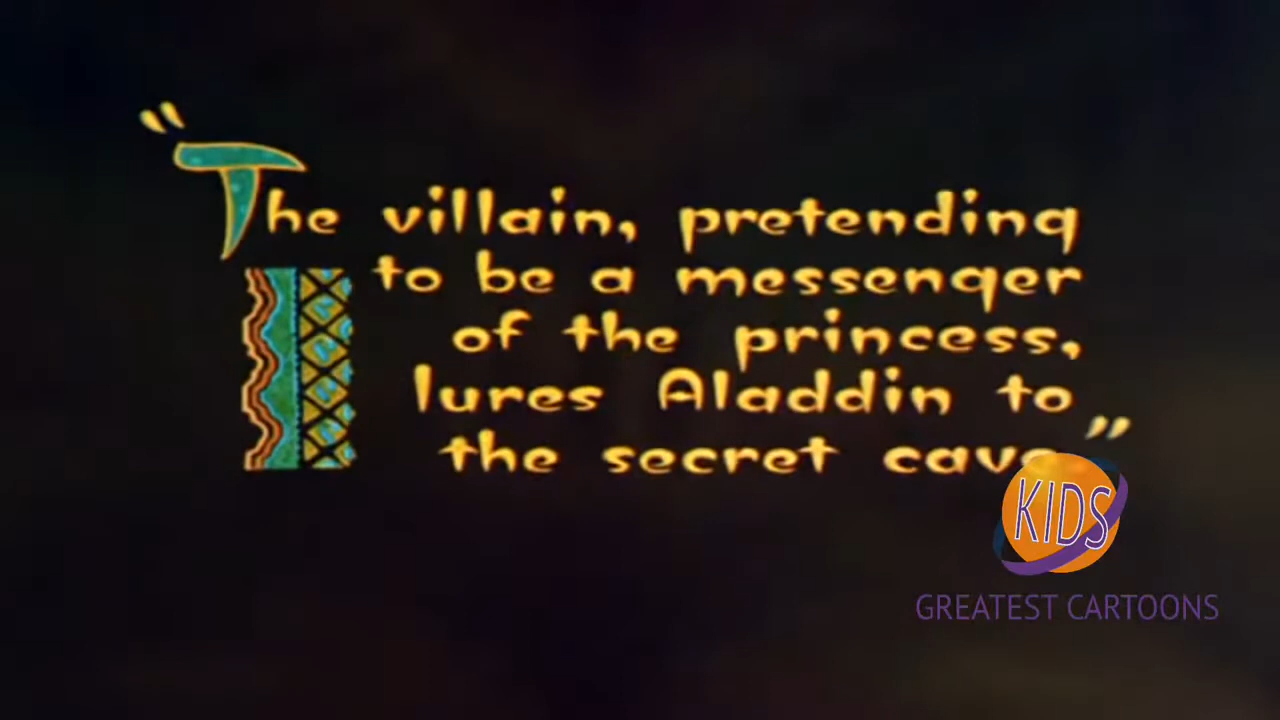 "The villain, pretending
to be a messenger
of the princess,
lures Aladdin to
the secret cave"
KIDS
GREATEST CARTOONS